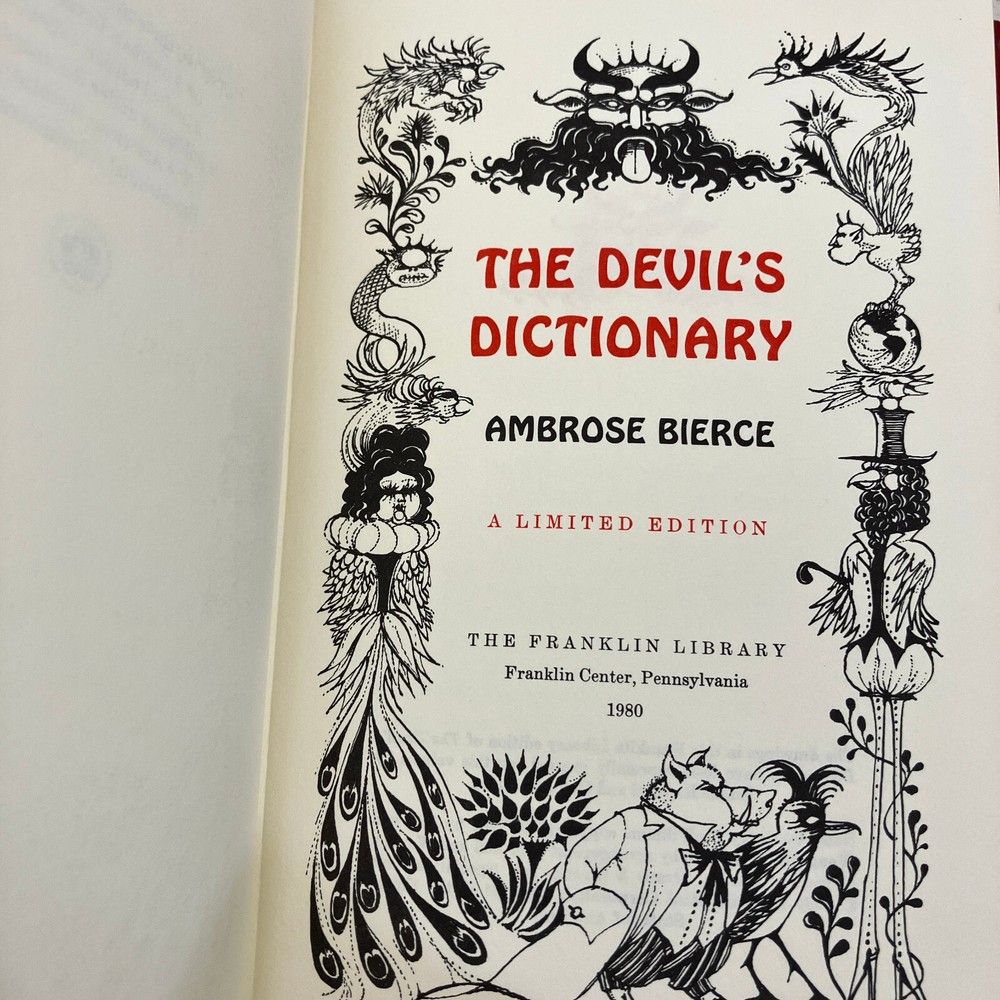 THE DEVIL'S
DICTIONARY
AMBROSE BIERCE
A LIMITED EDITION
THE FRANKLIN LIBRARY
Franklin Center, Pennsylvania
1980